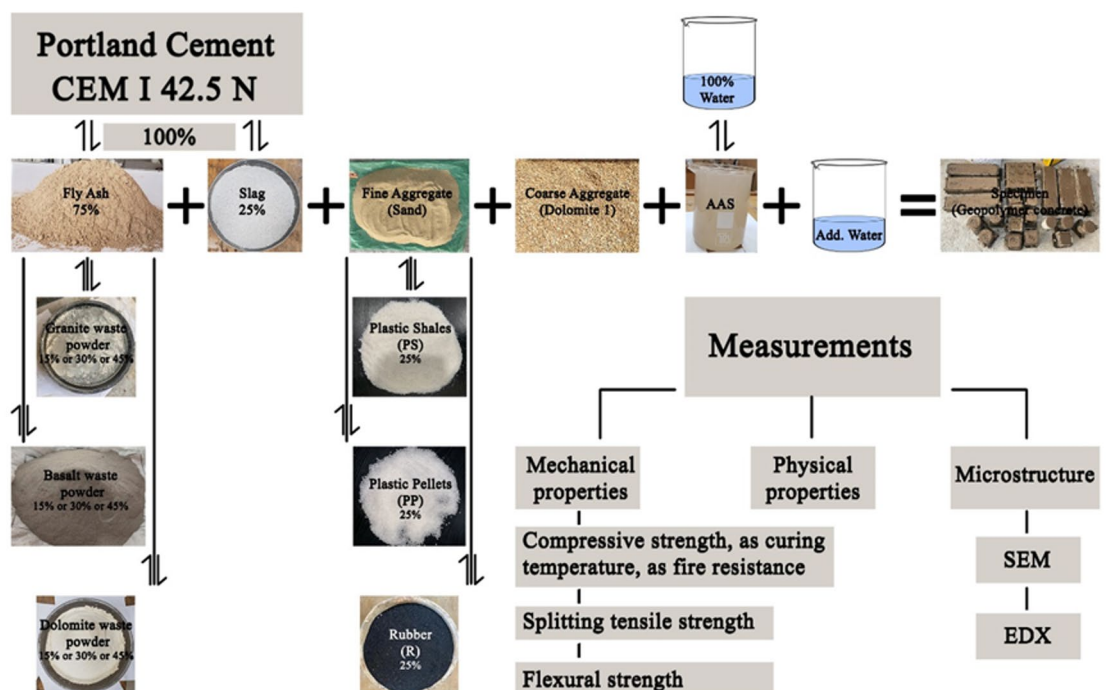 Portland Cement
CEM I 42.5 N
100%
Water
100%
Fly Ash
75%
Slag
25%
Fine Aggregate
(Sand)
Coarse Aggregate
(Dolomite 1)
AAS
Add. Water
Specimen
(Geopolymer concrete)
Granite waste
powder
15% or 30% or 45%
Plastic Shales
(PS)
25%
Measurements
Basalt waste
powder
15% or 30% or 45%
Plastic Pellets
(PP)
25%
Mechanical
properties
Physical
properties
Microstructure
Compressive strength, as curing
temperature, as fire resistance
SEM
Splitting tensile strength
EDX
Dolomite waste
powder
15% or 30% or 45%
Rubber
(R)
25%
Flexural strength